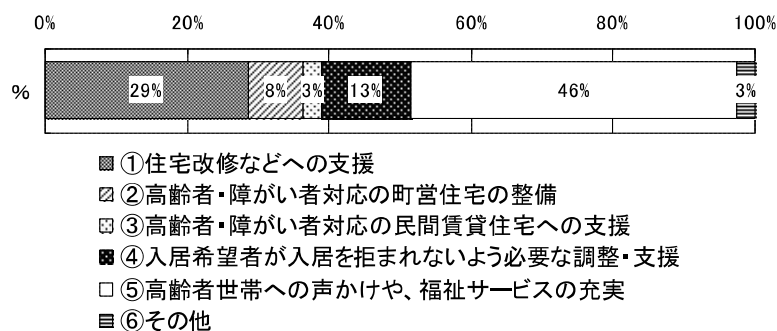 0% 20% 40% 60% 80% 100%
% 29% 8% 3% 13% 46% 3%
①住宅改修などへの支援
②高齢者・障がい者対応の町営住宅の整備
③高齢者・障がい者対応の民間賃貸住宅への支援
④入居希望者が入居を拒まれないよう必要な調整・支援
⑤高齢者世帯への声かけや、福祉サービスの充実
⑥その他